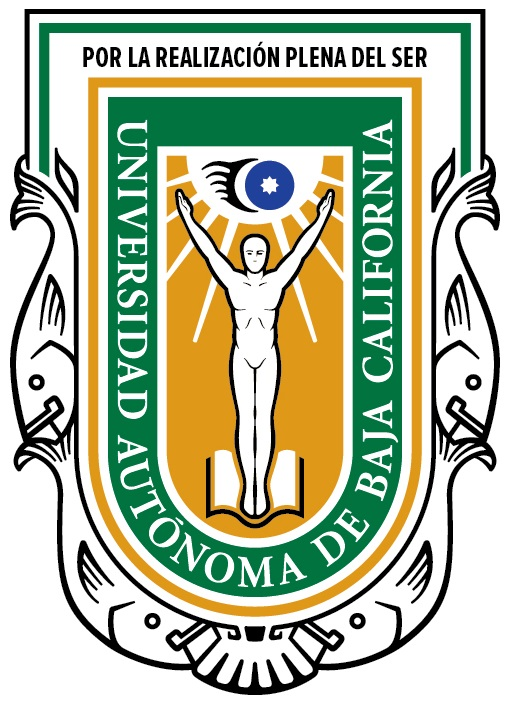 POR LA REALIZACIÓN PLENA DEL SER
UNIVERSIDAD AUTÓNOMA DE BAJA CALIFORNIA